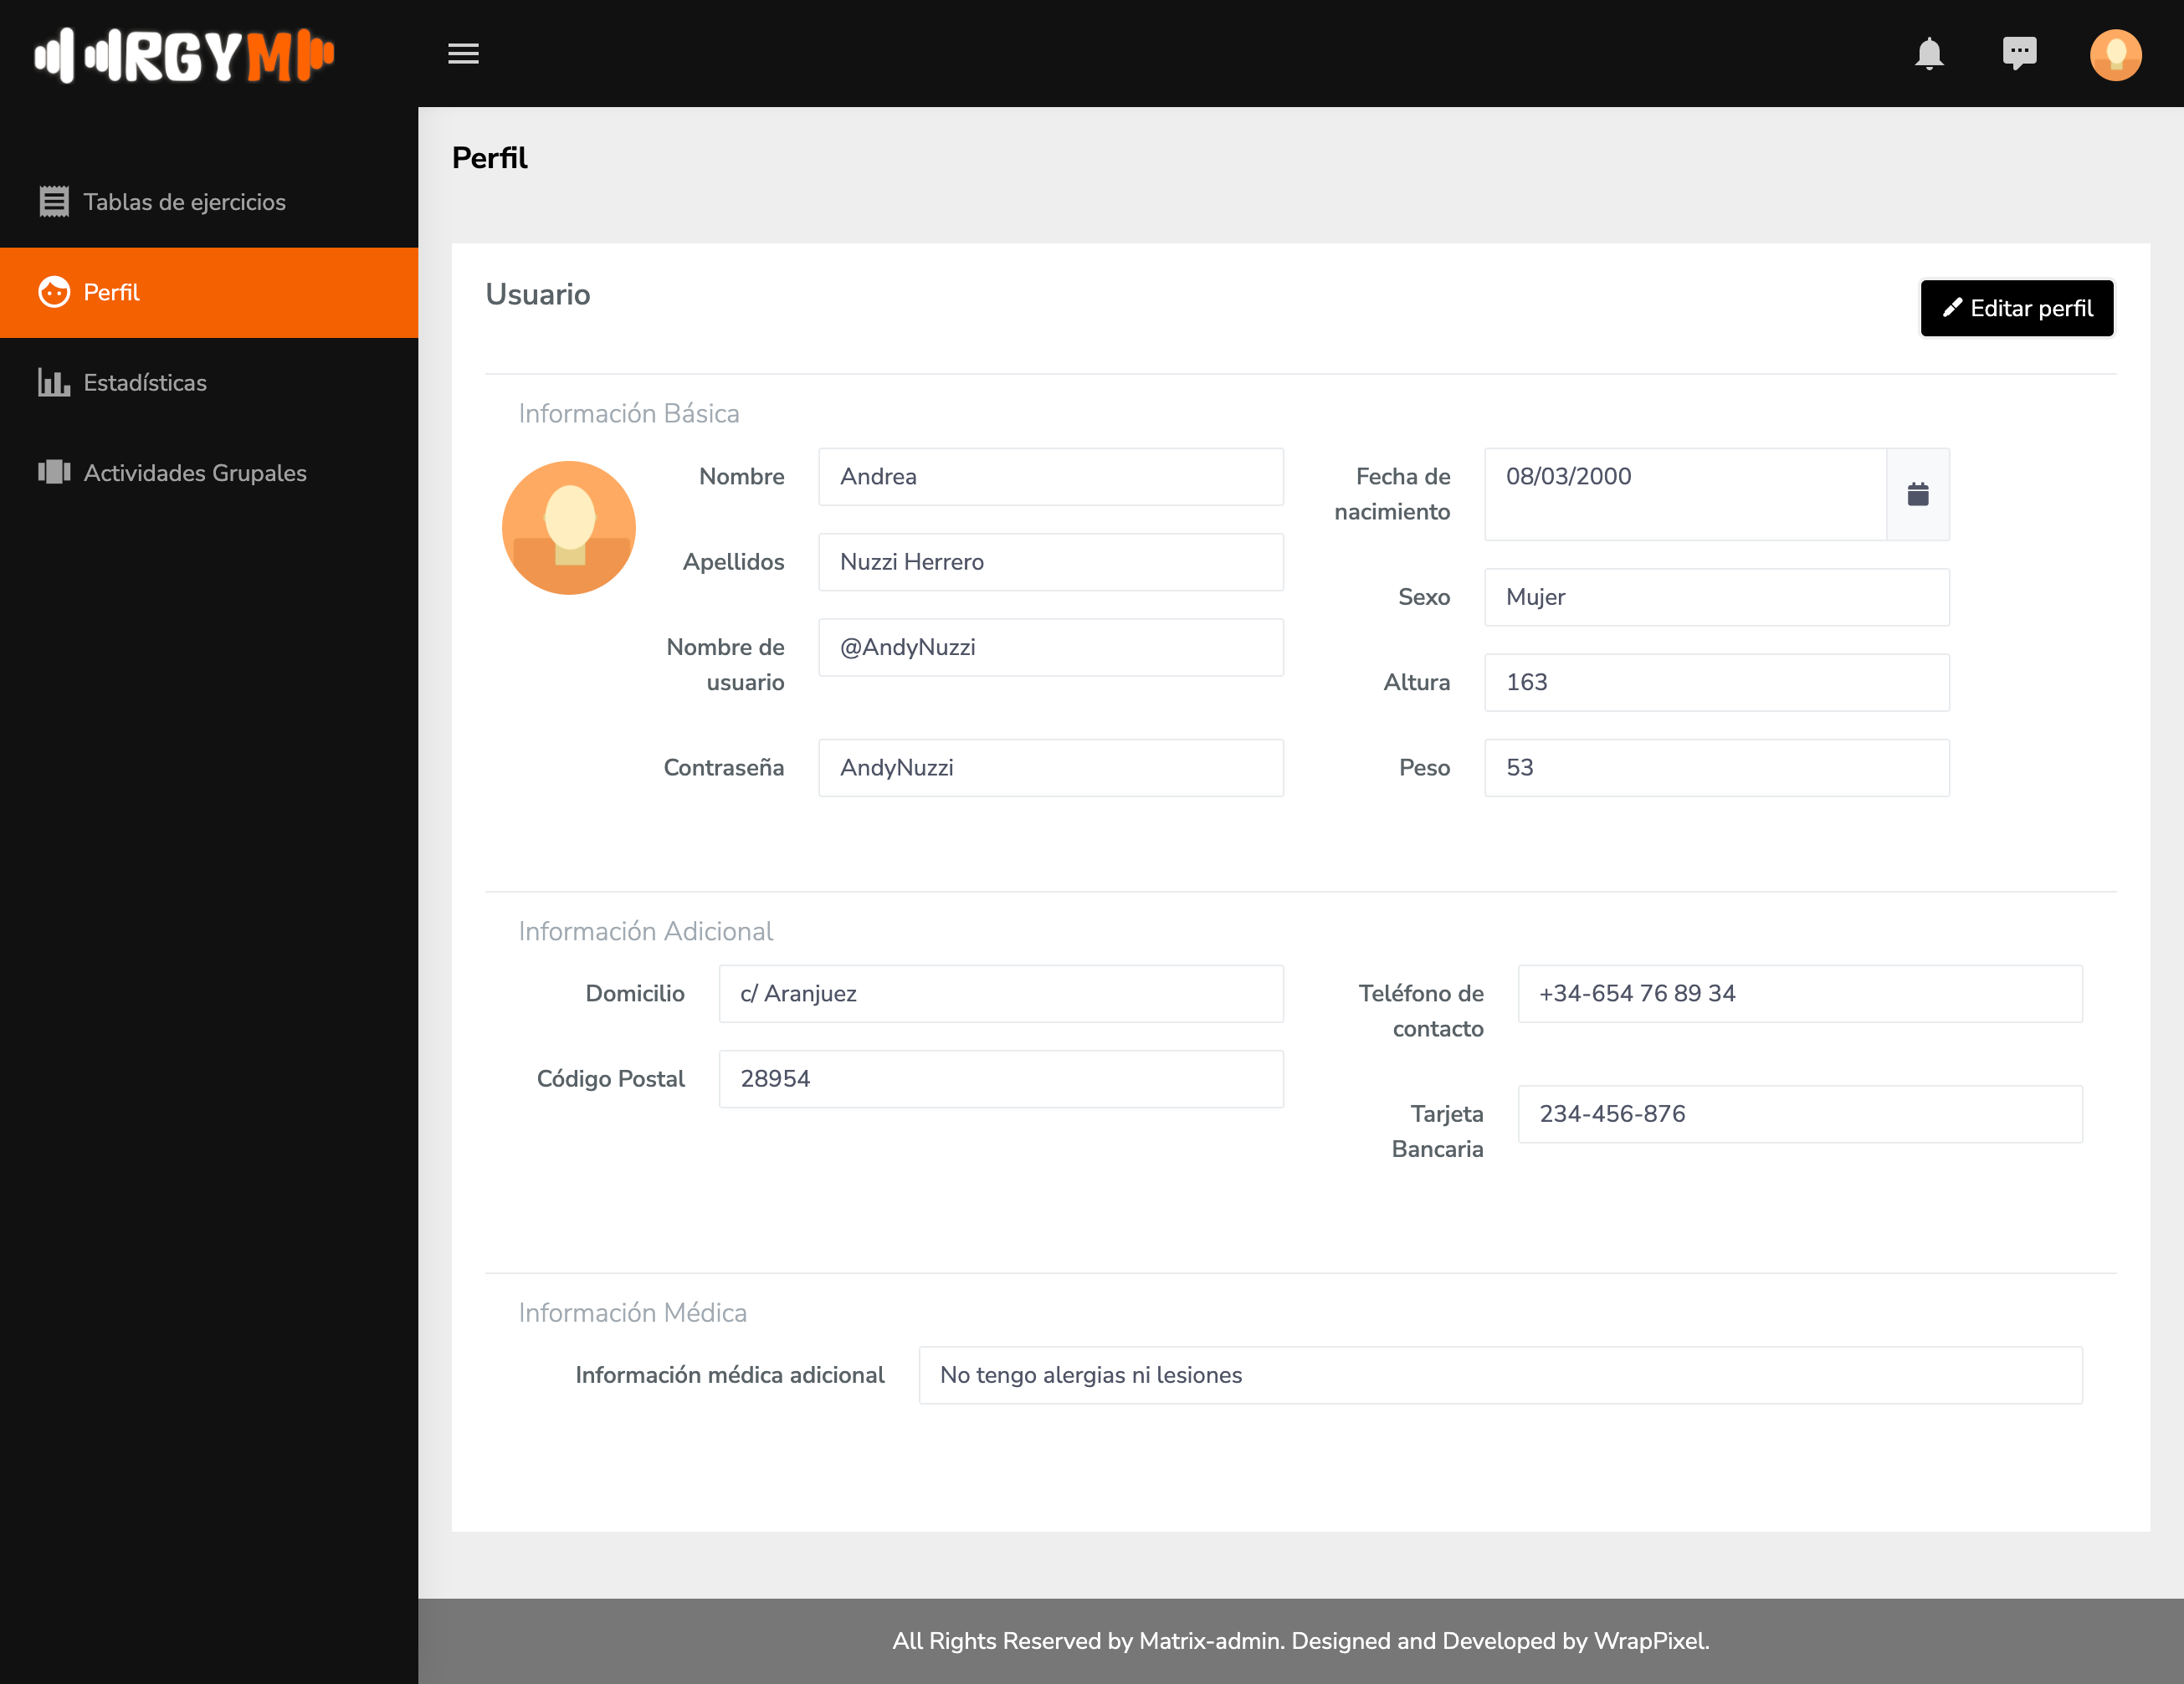 RGYM
Perfil
Tablas de ejercicios
Perfil
Estadísticas
Actividades Grupales
Usuario
Editar perfil
Información Básica
Nombre
Andrea
Apellidos
Nuzzi Herrero
Nombre de
usuario
@AndyNuzzi
Contraseña
AndyNuzzi
Fecha de
nacimiento
08/03/2000
Sexo
Mujer
Altura
163
Peso
53
Información Adicional
Domicilio
c/ Aranjuez
Código Postal
28954
Teléfono de
contacto
+34-654 76 89 34
Tarjeta
Bancaria
234-456-876
Información Médica
Información médica adicional
No tengo alergias ni lesiones
All Rights Reserved by Matrix-admin. Designed and Developed by WrapPixel.